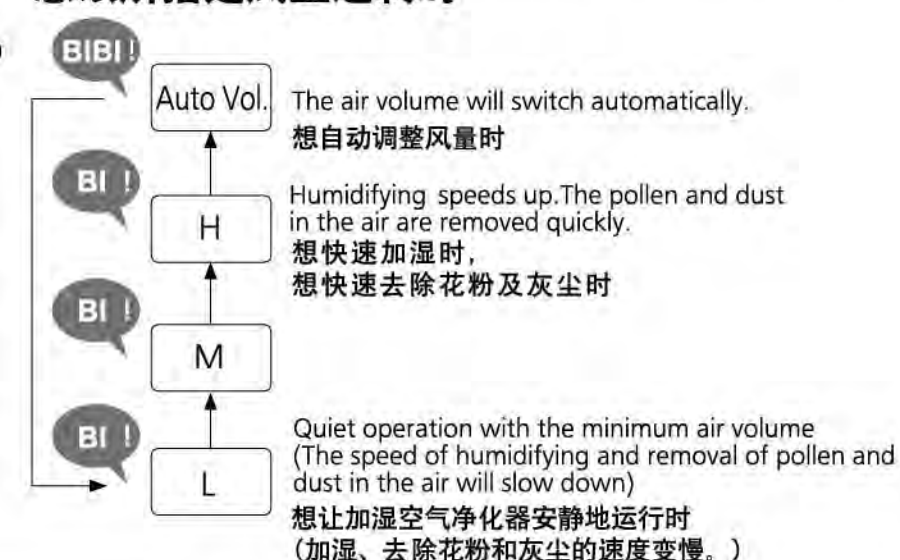 BIBI!
Auto Vol.
The air volume will switch automatically.
想自动调整风量时
BI !
H
Humidifying speeds up.The pollen and dust
in the air are removed quickly.
想快速加湿时,
想快速去除花粉及灰尘时
BI !
M
BI !
L
Quiet operation with the minimum air volume
(The speed of humidifying and removal of pollen and
dust in the air will slow down)
想让加湿空气净化器安静地运行时
(加湿、去除花粉和灰尘的速度变慢。)